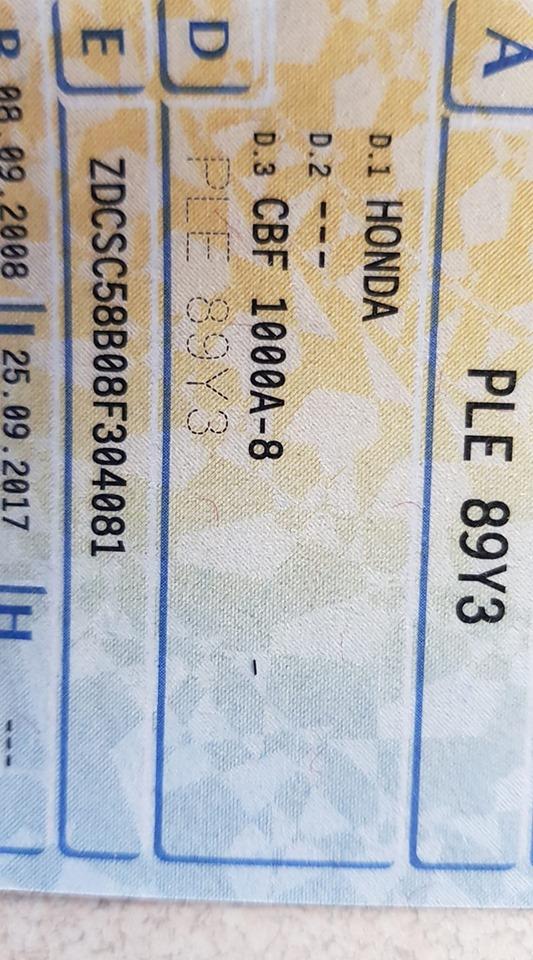 A
PLE 89Y3
D.1 HONDA
D.2 ---
D.3 CBF 1000A-8 -
D
PLE 89Y3
E
ZDCSC58B08F304081
B 08.09.2008 I 25.09.2017 H ---